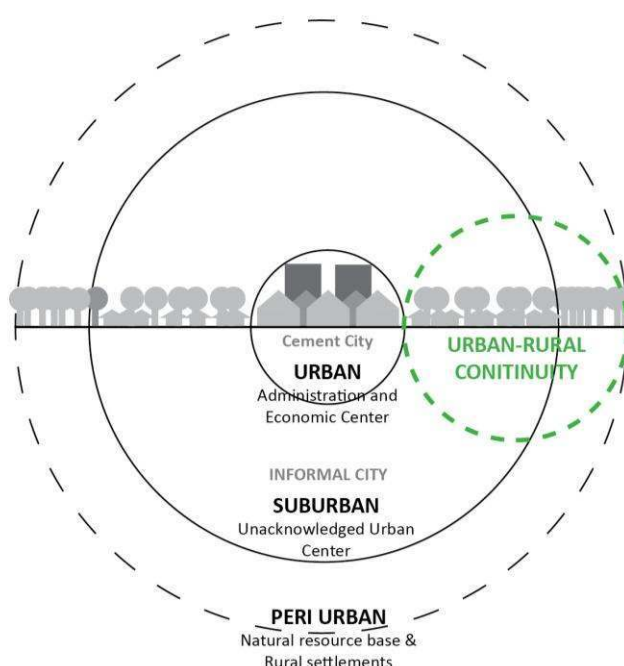 Cement City
URBAN
Administration and
Economic Center
URBAN-RURAL
CONITINUITY
INFORMAL CITY
SUBURBAN
Unacknowledged Urban
Center
PERI URBAN
Natural resource base &
Rural settlements